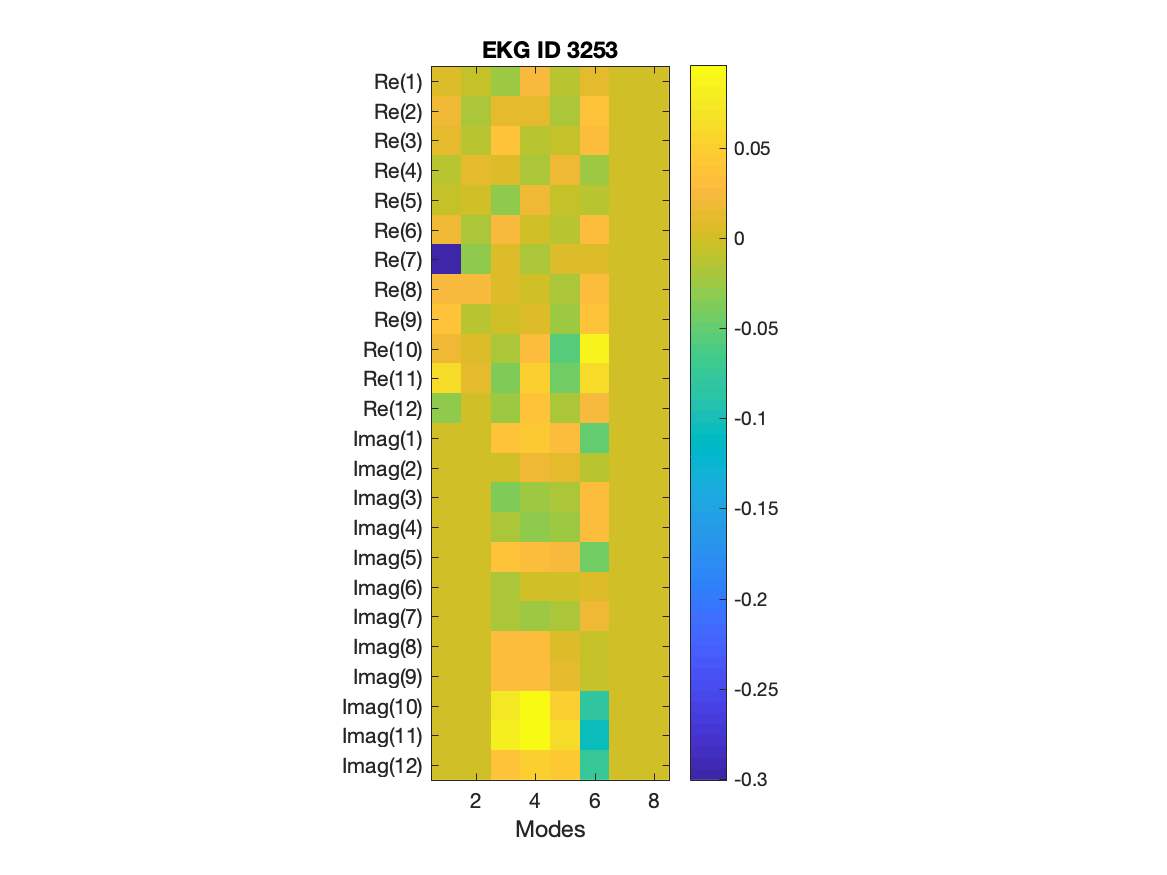 EKG ID 3253
Re(1)
Re(2)
Re(3)
Re(4)
Re(5)
Re(6)
Re(7)
Re(8)
Re(9)
Re(10)
Re(11)
Re(12)
Imag(1)
Imag(2)
Imag(3)
Imag(4)
Imag(5)
Imag(6)
Imag(7)
Imag(8)
Imag(9)
Imag(10)
Imag(11)
Imag(12)
2 4 6 8
Modes
0.05
0
-0.05
-0.1
-0.15
-0.2
-0.25
-0.3